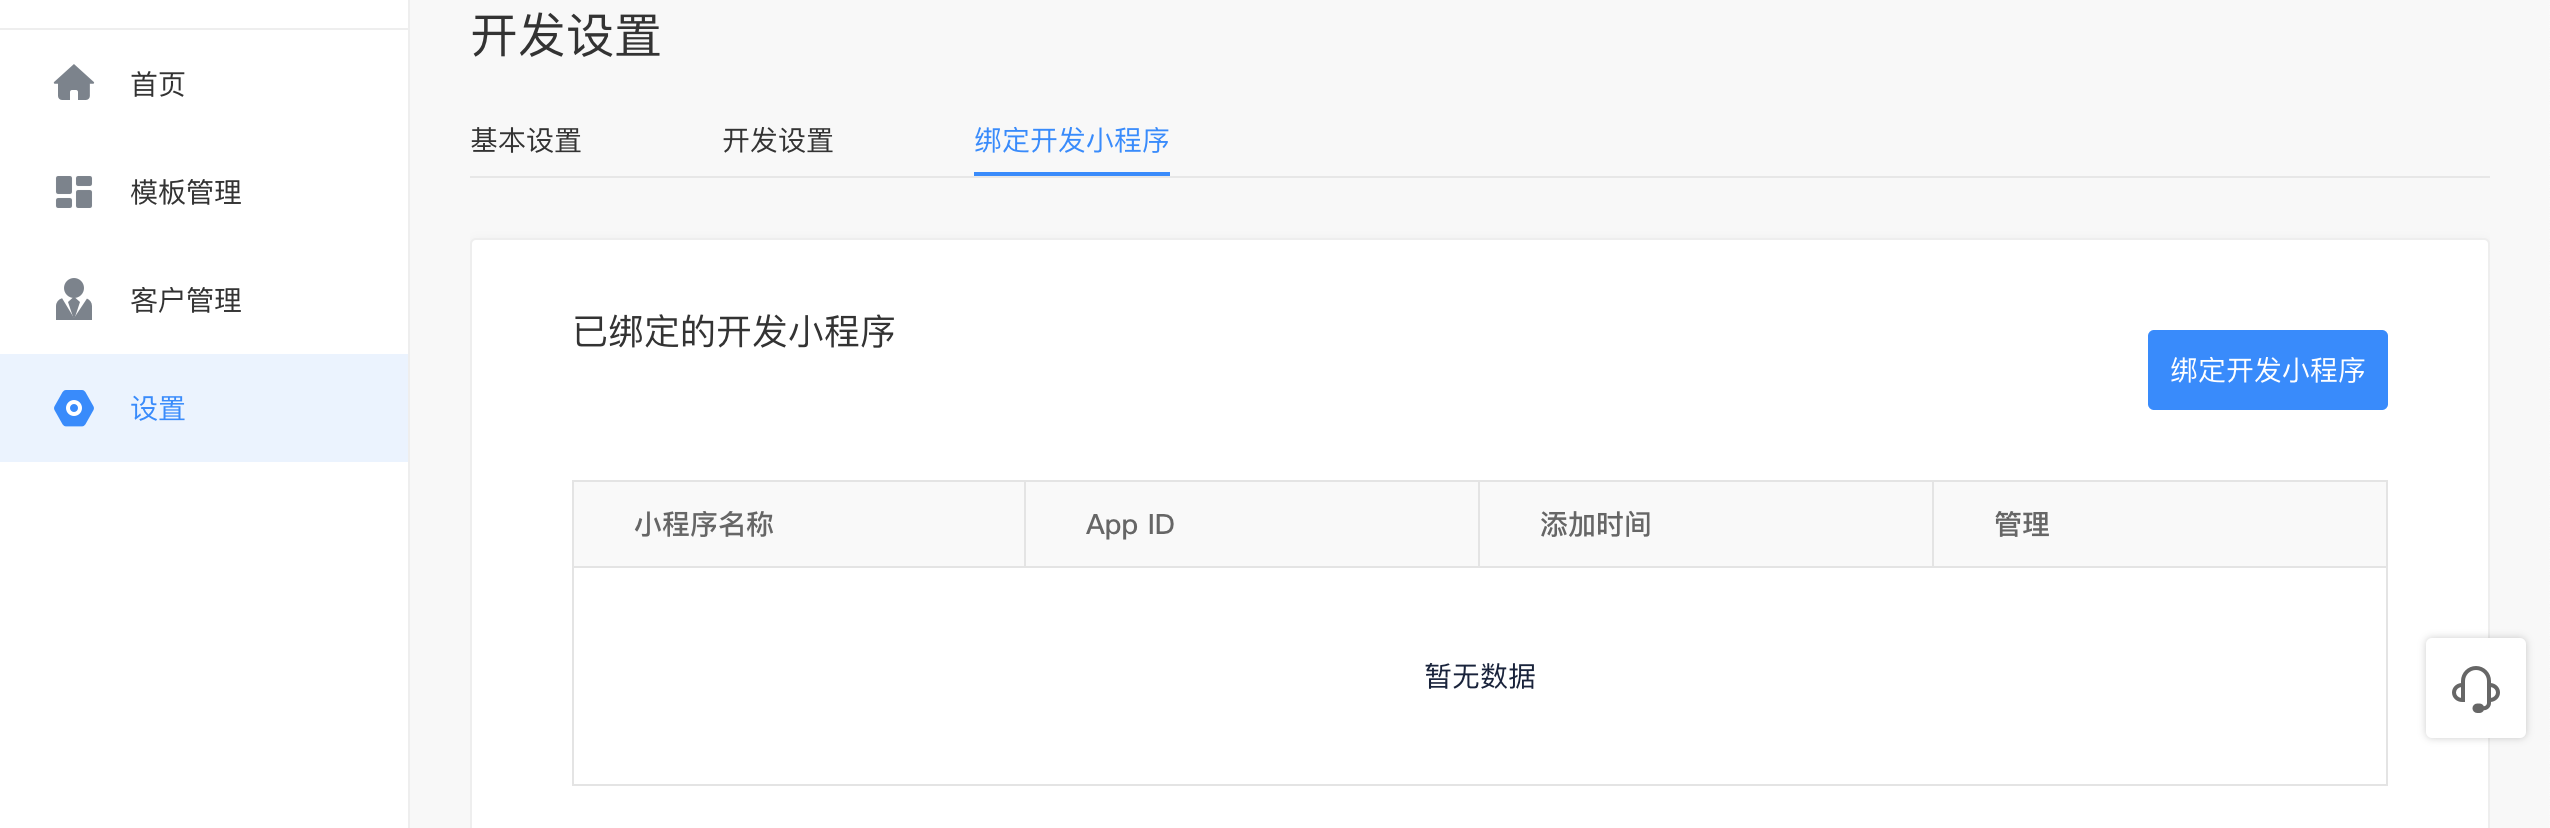 开发设置
首页
模板管理
客户管理
设置
基本设置
开发设置
绑定开发小程序
已绑定的开发小程序
绑定开发小程序
小程序名称
App ID
添加时间
管理
暂无数据